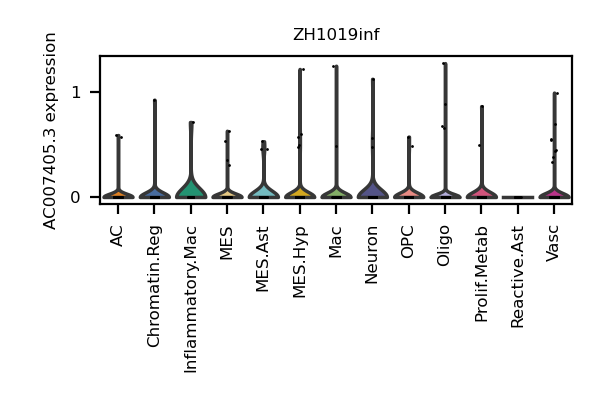 ZH1019inf
AC007405.3 expression
1
0
AC
Chromatin.Reg
Inflammatory.Mac
MES
MES.Ast
MES.Hyp
Mac
Neuron
OPC
Oligo
Prolif.Metab
Reactive.Ast
Vasc